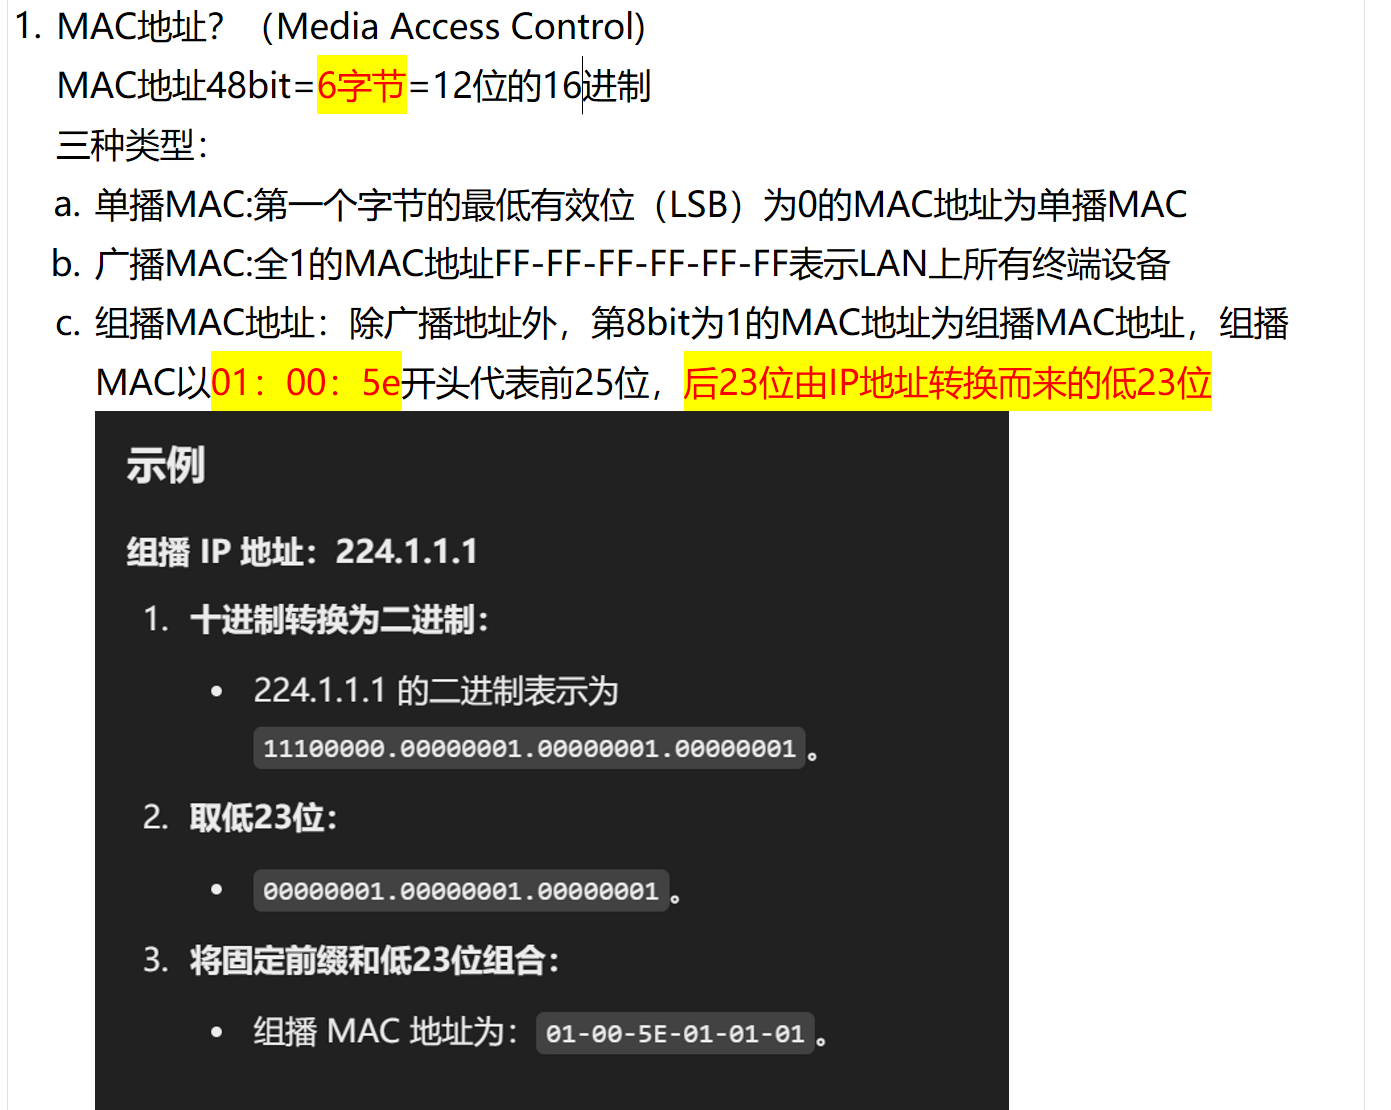 1. MAC地址？（Media Access Control)
MAC地址48bit=6字节=12位的16进制
三种类型：
a. 单播MAC:第一个字节的最低有效位（LSB）为0的MAC地址为单播MAC
b. 广播MAC:全1的MAC地址FF-FF-FF-FF-FF-FF表示LAN上所有终端设备
c. 组播MAC地址：除广播地址外，第8bit为1的MAC地址为组播MAC地址，组播
MAC以01：00：5e开头代表前25位，后23位由IP地址转换而来的低23位
示例
组播 IP 地址：224.1.1.1
1. 十进制转换为二进制：
• 224.1.1.1 的二进制表示为
11100000.00000001.00000001.00000001。
2. 取低23位：
• 00000001.00000001.00000001。
3. 将固定前缀和低23位组合：
• 组播 MAC 地址为：01-00-5E-01-01-01。